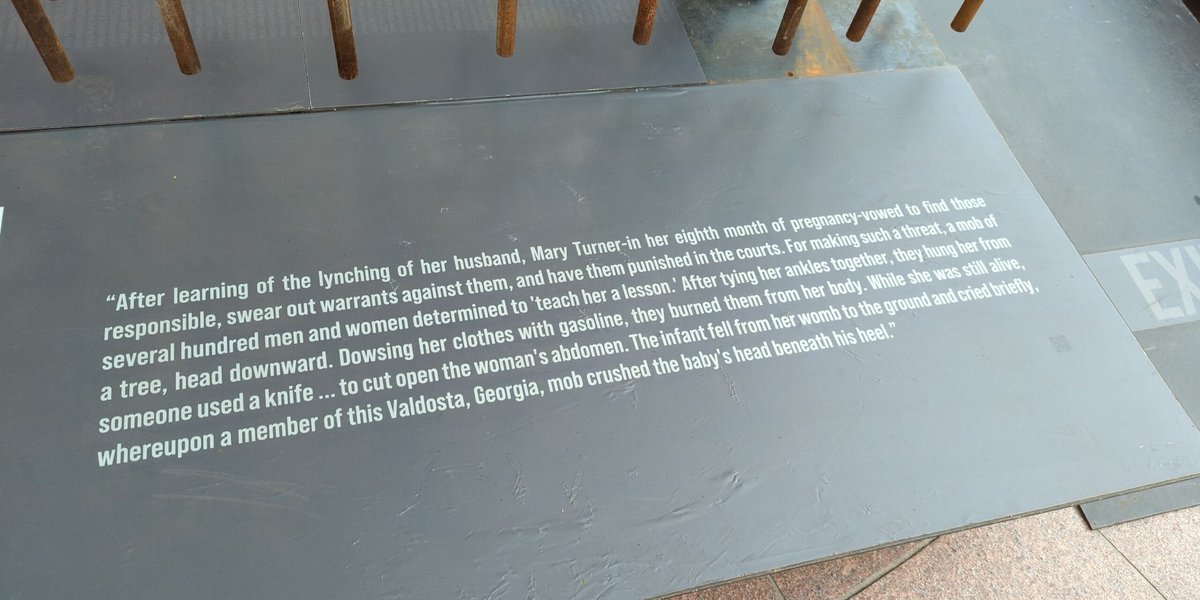 “After learning of the lynching of her husband, Mary Turner-in her eighth month of pregnancy-vowed to find those
responsible, swear out warrants against them, and have them punished in the courts. For making such a threat, a mob of
several hundred men and women determined to 'teach her a lesson.' After tying her ankles together, they hung her from
a tree, head downward. Dowsing her clothes with gasoline, they burned them from her body. While she was still alive,
someone used a knife ... to cut open the woman's abdomen. The infant fell from her womb to the ground and cried briefly,
whereupon a member of this Valdosta, Georgia, mob crushed the baby's head beneath his heel.”